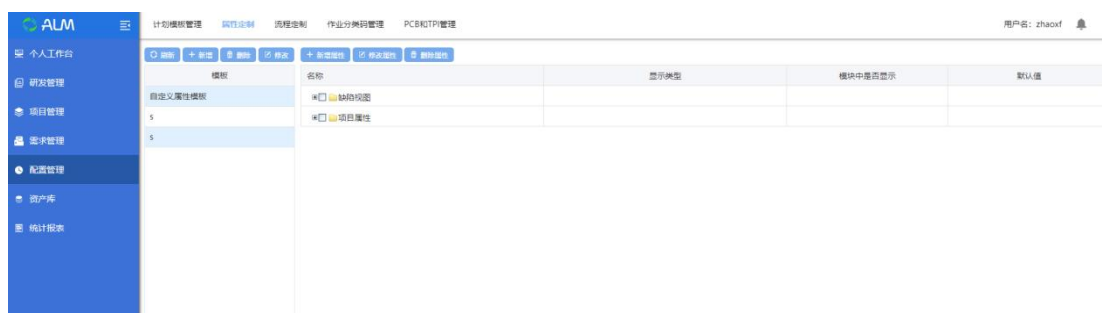 ALM
计划模板管理 属性定制 流程定制 作业分类码管理 PCB和TPI管理 用户名: zhaoxf
个人工作台
研发管理
项目管理
需求管理
配置管理
资产库
统计报表
刷新 新增 删除 修改 新增属性 修改属性 删除属性
模板
自定义属性模板
s
s
名称 显示类型 模块中是否显示 默认值
缺陷视图
项目属性